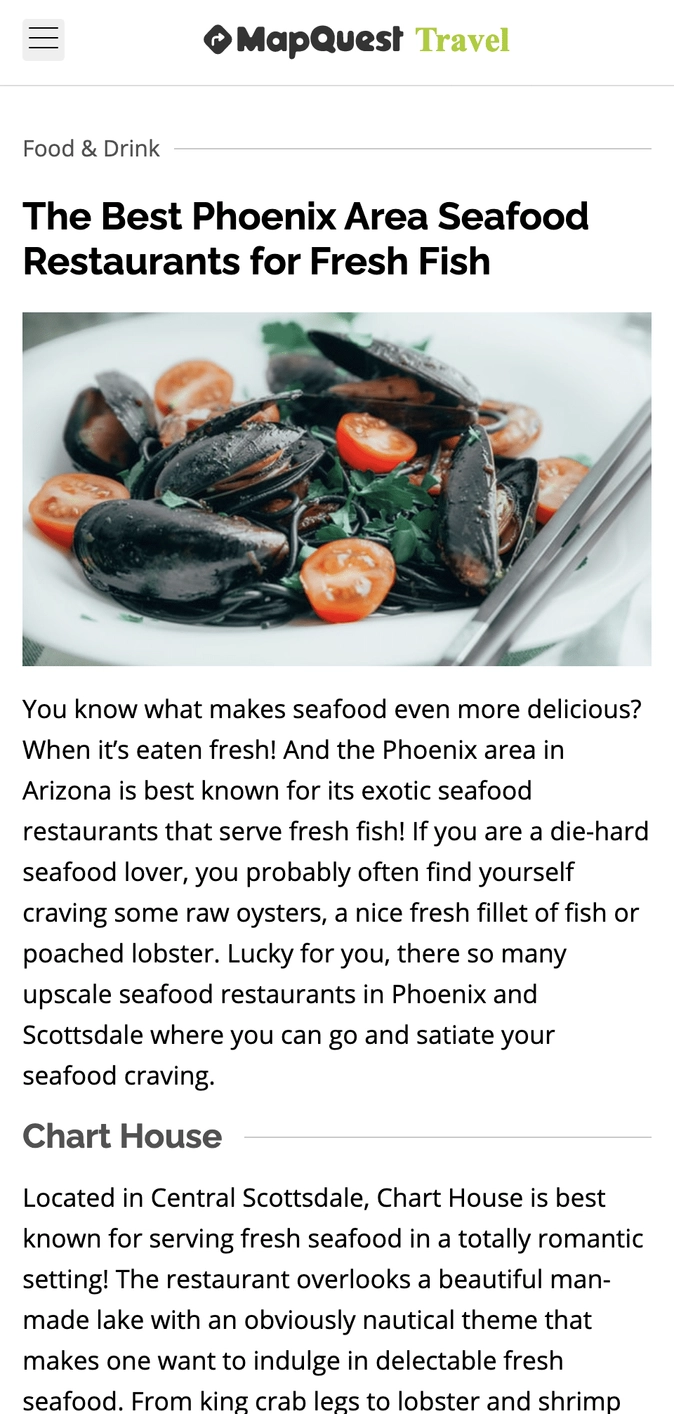 MapQuest Travel
Food & Drink
The Best Phoenix Area Seafood
Restaurants for Fresh Fish
You know what makes seafood even more delicious?
When it’s eaten fresh! And the Phoenix area in
Arizona is best known for its exotic seafood
restaurants that serve fresh fish! If you are a die-hard
seafood lover, you probably often find yourself
craving some raw oysters, a nice fresh fillet of fish or
poached lobster. Lucky for you, there so many
upscale seafood restaurants in Phoenix and
Scottsdale where you can go and satiate your
seafood craving.
Chart House
Located in Central Scottsdale, Chart House is best
known for serving fresh seafood in a totally romantic
setting! The restaurant overlooks a beautiful man-
made lake with an obviously nautical theme that
makes one want to indulge in delectable fresh
seafood. From king crab legs to lobster and shrimp